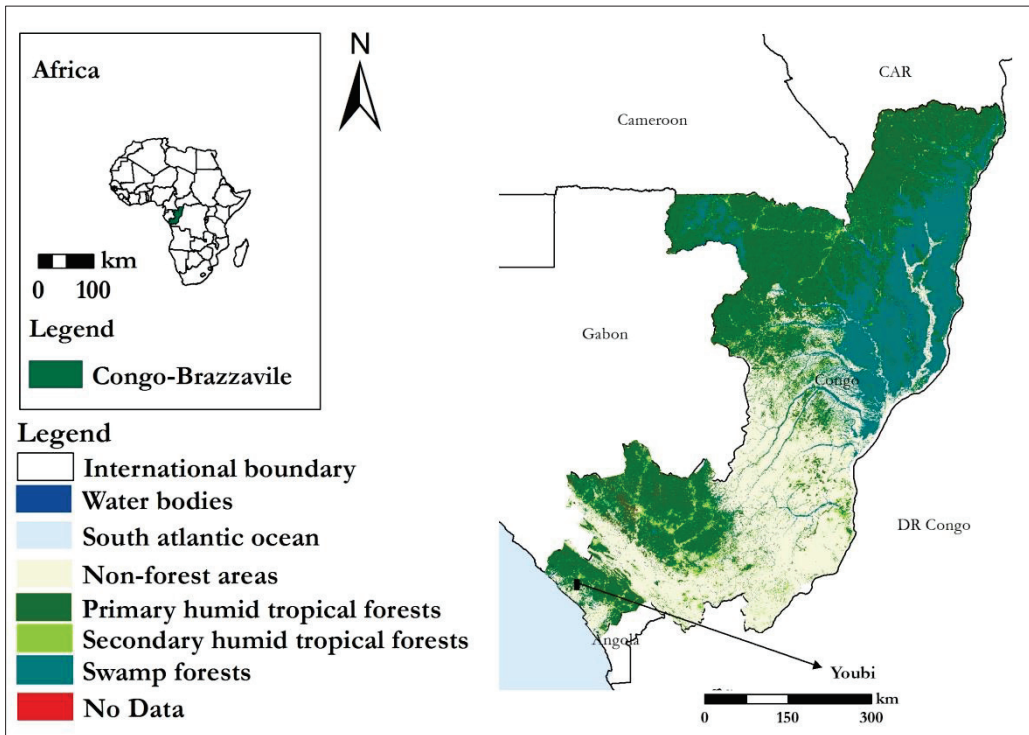 Africa
N
km
0 100
Legend
Congo-Brazzavile
Legend
International boundary
Water bodies
South atlantic ocean
Non-forest areas
Primary humid tropical forests
Secondary humid tropical forests
Swamp forests
No Data
CAR
Cameroon
Gabon
Congo
DR Congo
Angola
Youbi
km
0 150 300